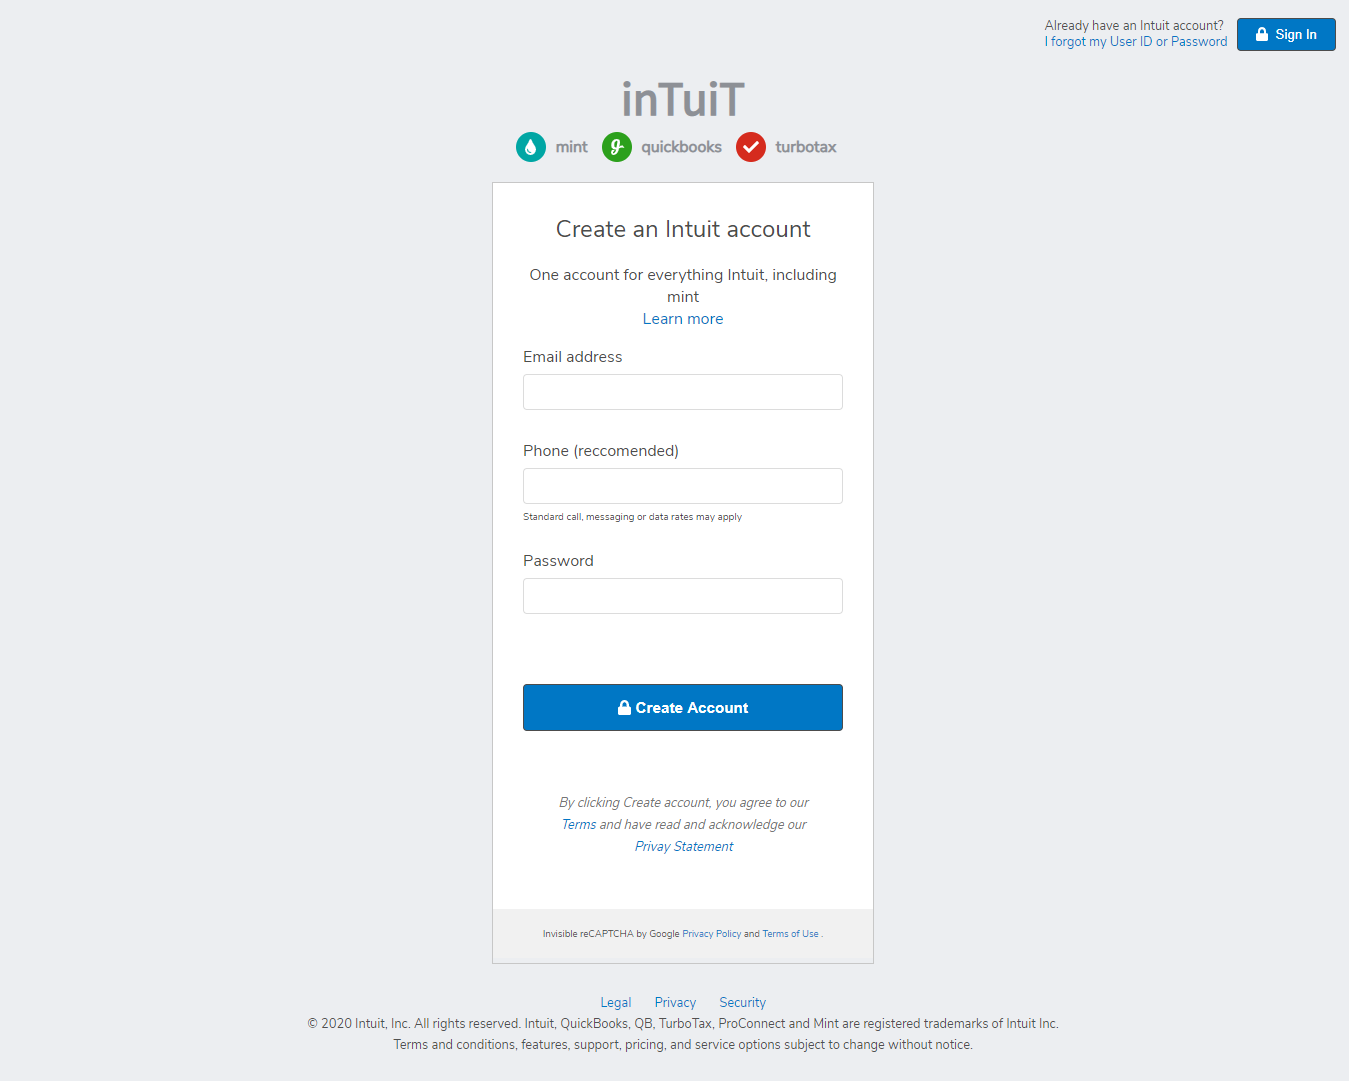 Already have an Intuit account?
I forgot my User ID or Password
Sign In
inTuiT
mint quickbooks turbotax
Create an Intuit account
One account for everything Intuit, including
mint
Learn more
Email address
Phone (reccomended)
Standard call, messaging or data rates may apply
Password
Create Account
By clicking Create account, you agree to our
Terms and have read and acknowledge our
Privay Statement
Invisible reCAPTCHA by Google Privacy Policy and Terms of Use .
Legal Privacy Security
© 2020 Intuit, Inc. All rights reserved. Intuit, QuickBooks, QB, TurboTax, ProConnect and Mint are registered trademarks of Intuit Inc.
Terms and conditions, features, support, pricing, and service options subject to change without notice.